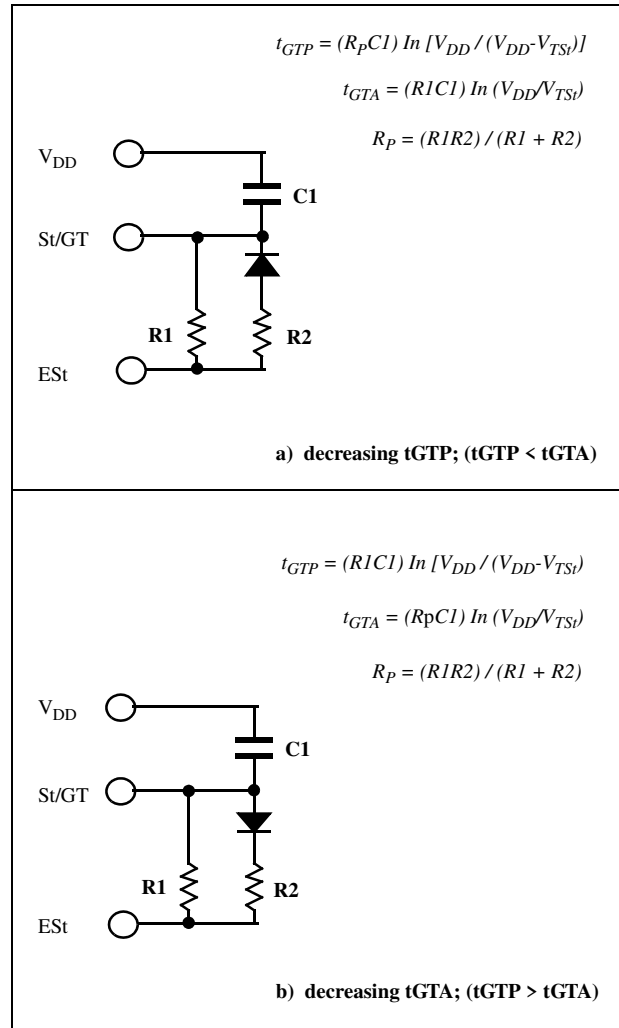 t_GTP = (R_PC1) In [V_DD / (V_DD-V_TSt)]
t_GTA = (R1C1) In (V_DD/V_TSt)
R_P = (R1R2) / (R1 + R2)
V_DD
C1
St/GT
R1
R2
ESt
a) decreasing tGTP; (tGTP < tGTA)
t_GTP = (R1C1) In [V_DD / (V_DD-V_TSt)
t_GTA = (RpC1) In (V_DD/V_TSt)
R_P = (R1R2) / (R1 + R2)
V_DD
C1
St/GT
R1
R2
ESt
b) decreasing tGTA; (tGTP > tGTA)